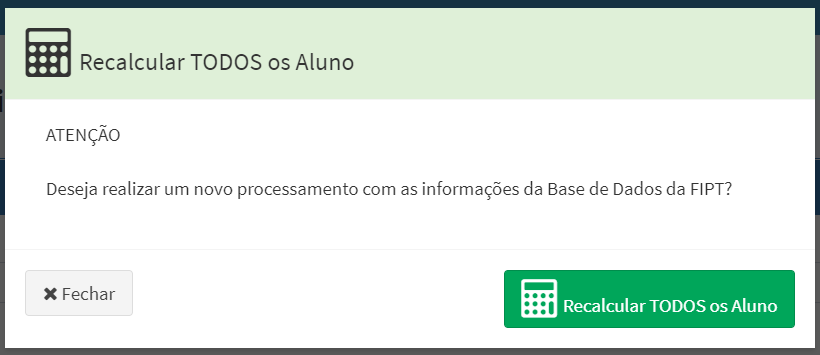 Recalcular TODOS os Aluno
ATENÇÃO
Deseja realizar um novo processamento com as informações da Base de Dados da FIPT?
Fechar
Recalcular TODOS os Aluno